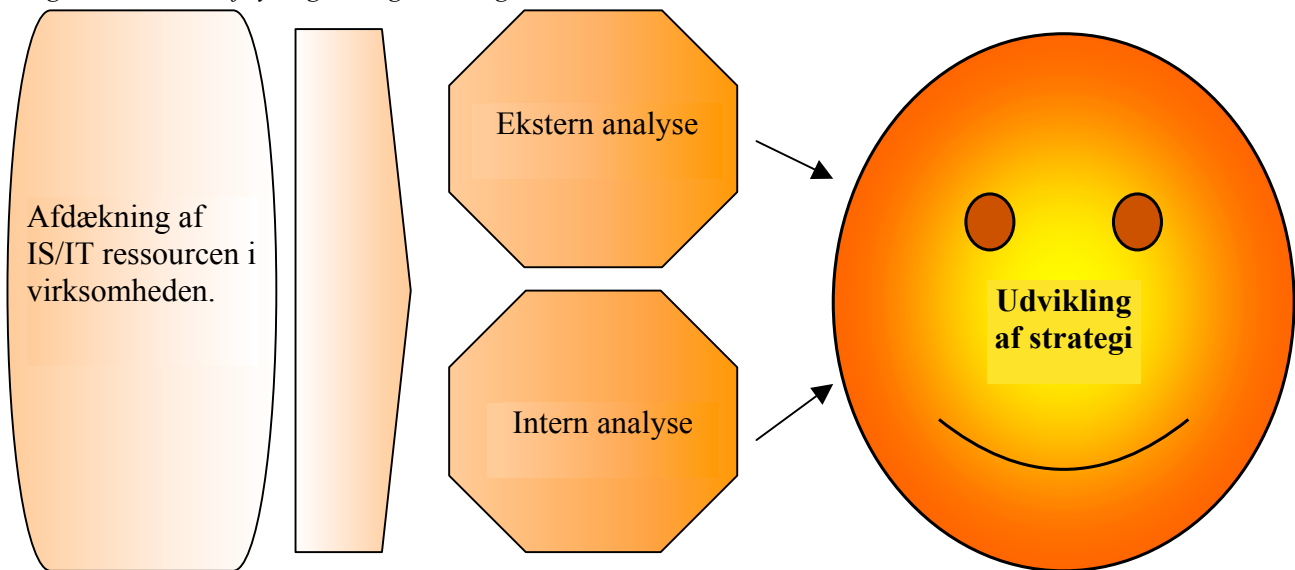 Afdækning af
IS/IT ressourcen i
virksomheden.
Ekstern analyse
Intern analyse
Udvikling
af strategi